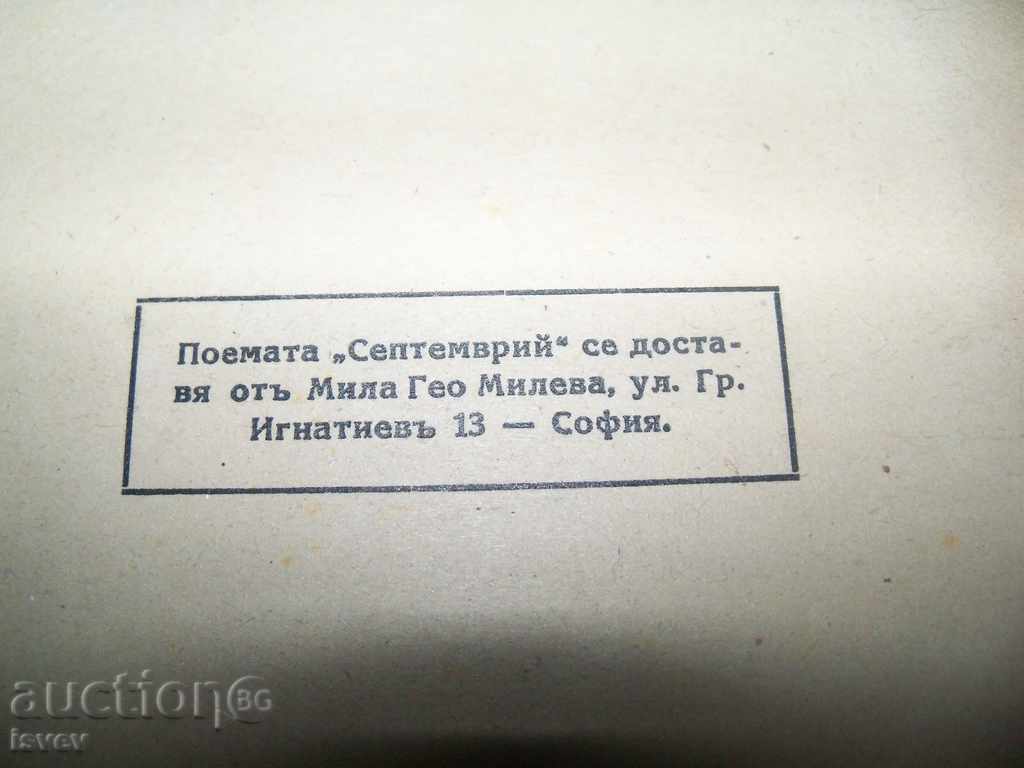 Поемата „Септемврий“ се доста-
вя отъ Мила Гео Милева, ул. Гр.
Игнатиевъ 13 — София.
auction BG
isvev